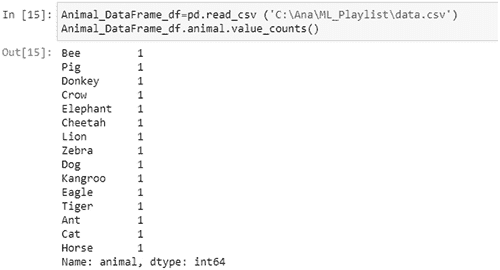 In [15]: Animal_DataFrame_df=pd.read_csv ('C:\Ana\ML_Playlist\data.csv')
Animal_DataFrame_df.animal.value_counts()
Out[15]:
Bee 1
Pig 1
Donkey 1
Crow 1
Elephant 1
Cheetah 1
Lion 1
Zebra 1
Dog 1
Kangroo 1
Eagle 1
Tiger 1
Ant 1
Cat 1
Horse 1
Name: animal, dtype: int64